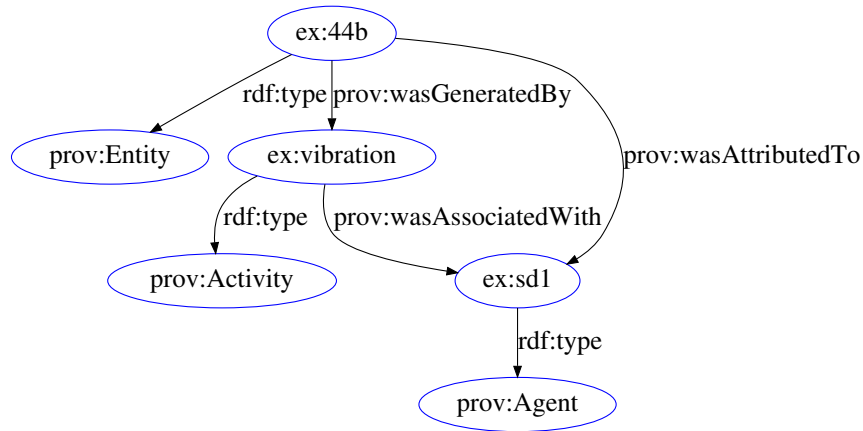 ex:44b
rdf:type
prov:wasGeneratedBy
prov:Entity
ex:vibration
prov:wasAttributedTo
rdf:type
prov:wasAssociatedWith
prov:Activity
ex:sd1
rdf:type
prov:Agent